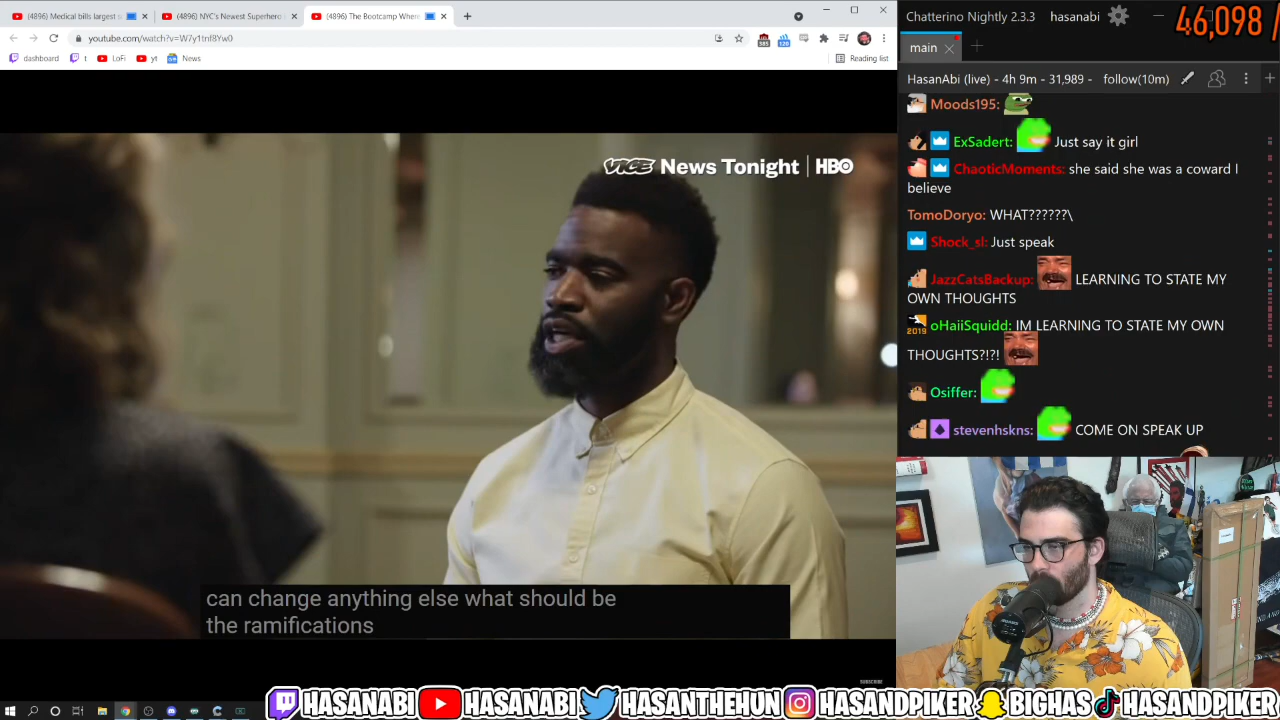 (4896) Medical bills largest s
(4896) NYC's Newest Superhero
(4896) The Bootcamp Where
youtube.com/watch?v=W7y1tnf8Yw0
385
120
dashboard
t
LoFi
yt
News
Reading list
VICE News Tonight | HBO
can change anything else what should be
the ramifications
SUBSCRIBE
Chatterino Nightly 2.3.3
hasanabi
46,098 /
main
HasanAbi (live) - 4h 9m - 31,989 - follow(10m)
Moods195:
ExSadert: Just say it girl
ChaoticMoments: she said she was a coward I
believe
TomoDoryo: WHAT??????\
Shock_sl: Just speak
JazzCatsBackup: LEARNING TO STATE MY
OWN THOUGHTS
2019 oHaiiSquidd: IM LEARNING TO STATE MY OWN
THOUGHTS?!?!
Osiffer:
stevenhskns: COME ON SPEAK UP
HASANABI HASANABI HASANTHEHUN HASANDPIKER BIGHAS HASANDPIKER